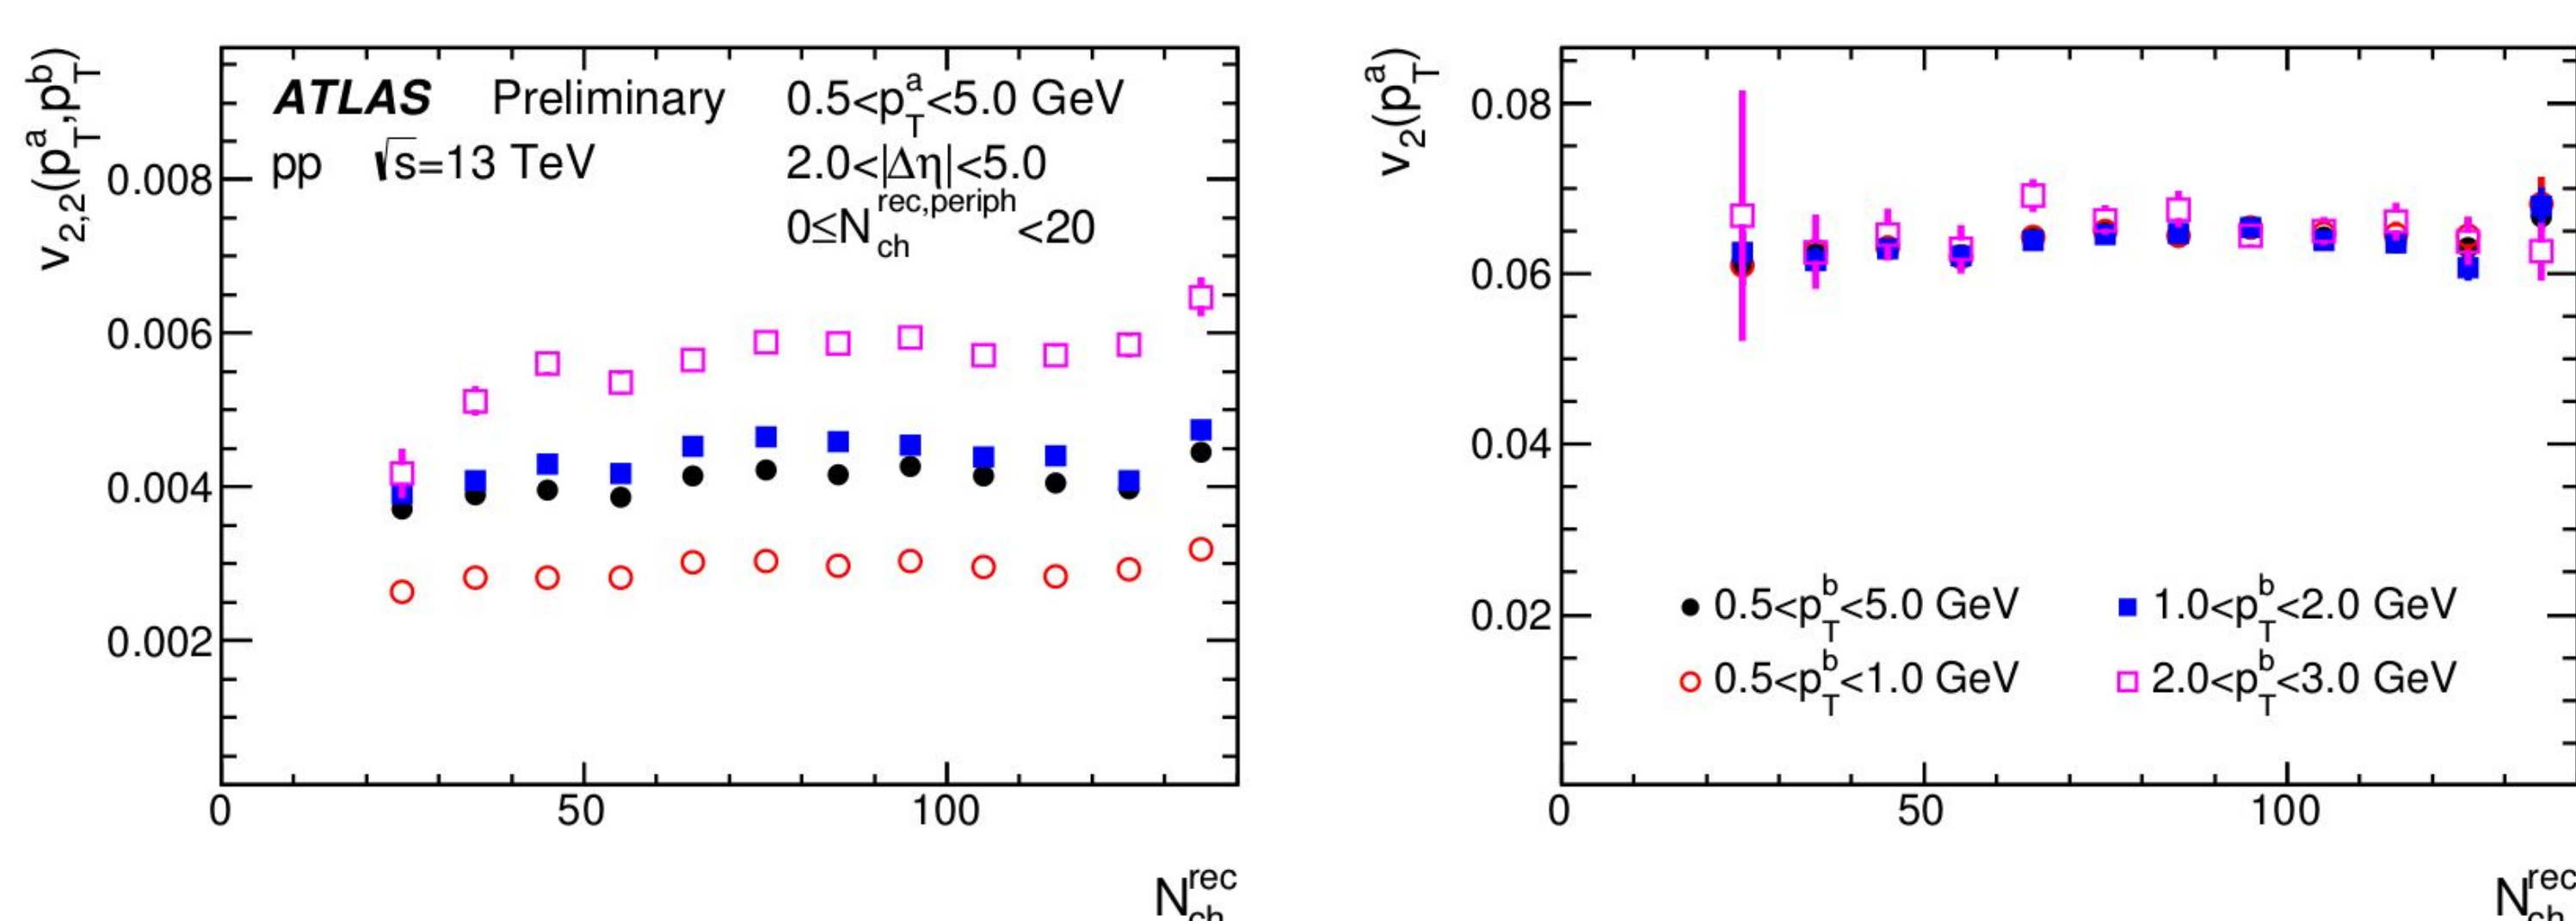 v2,2(pTa,pTb)
ATLAS Preliminary
pp √s=13 TeV
0.5<pTa<5.0 GeV
2.0<|Δη|<5.0
0≤Nchrec,periph<20
0.008
0.006
0.004
0.002
0 50 100
Nchrec
v2(pTa)
0.08
0.06
0.04
0.02
0.5<pTb<5.0 GeV
1.0<pTb<2.0 GeV
0.5<pTb<1.0 GeV
2.0<pTb<3.0 GeV
0 50 100
Nchrec